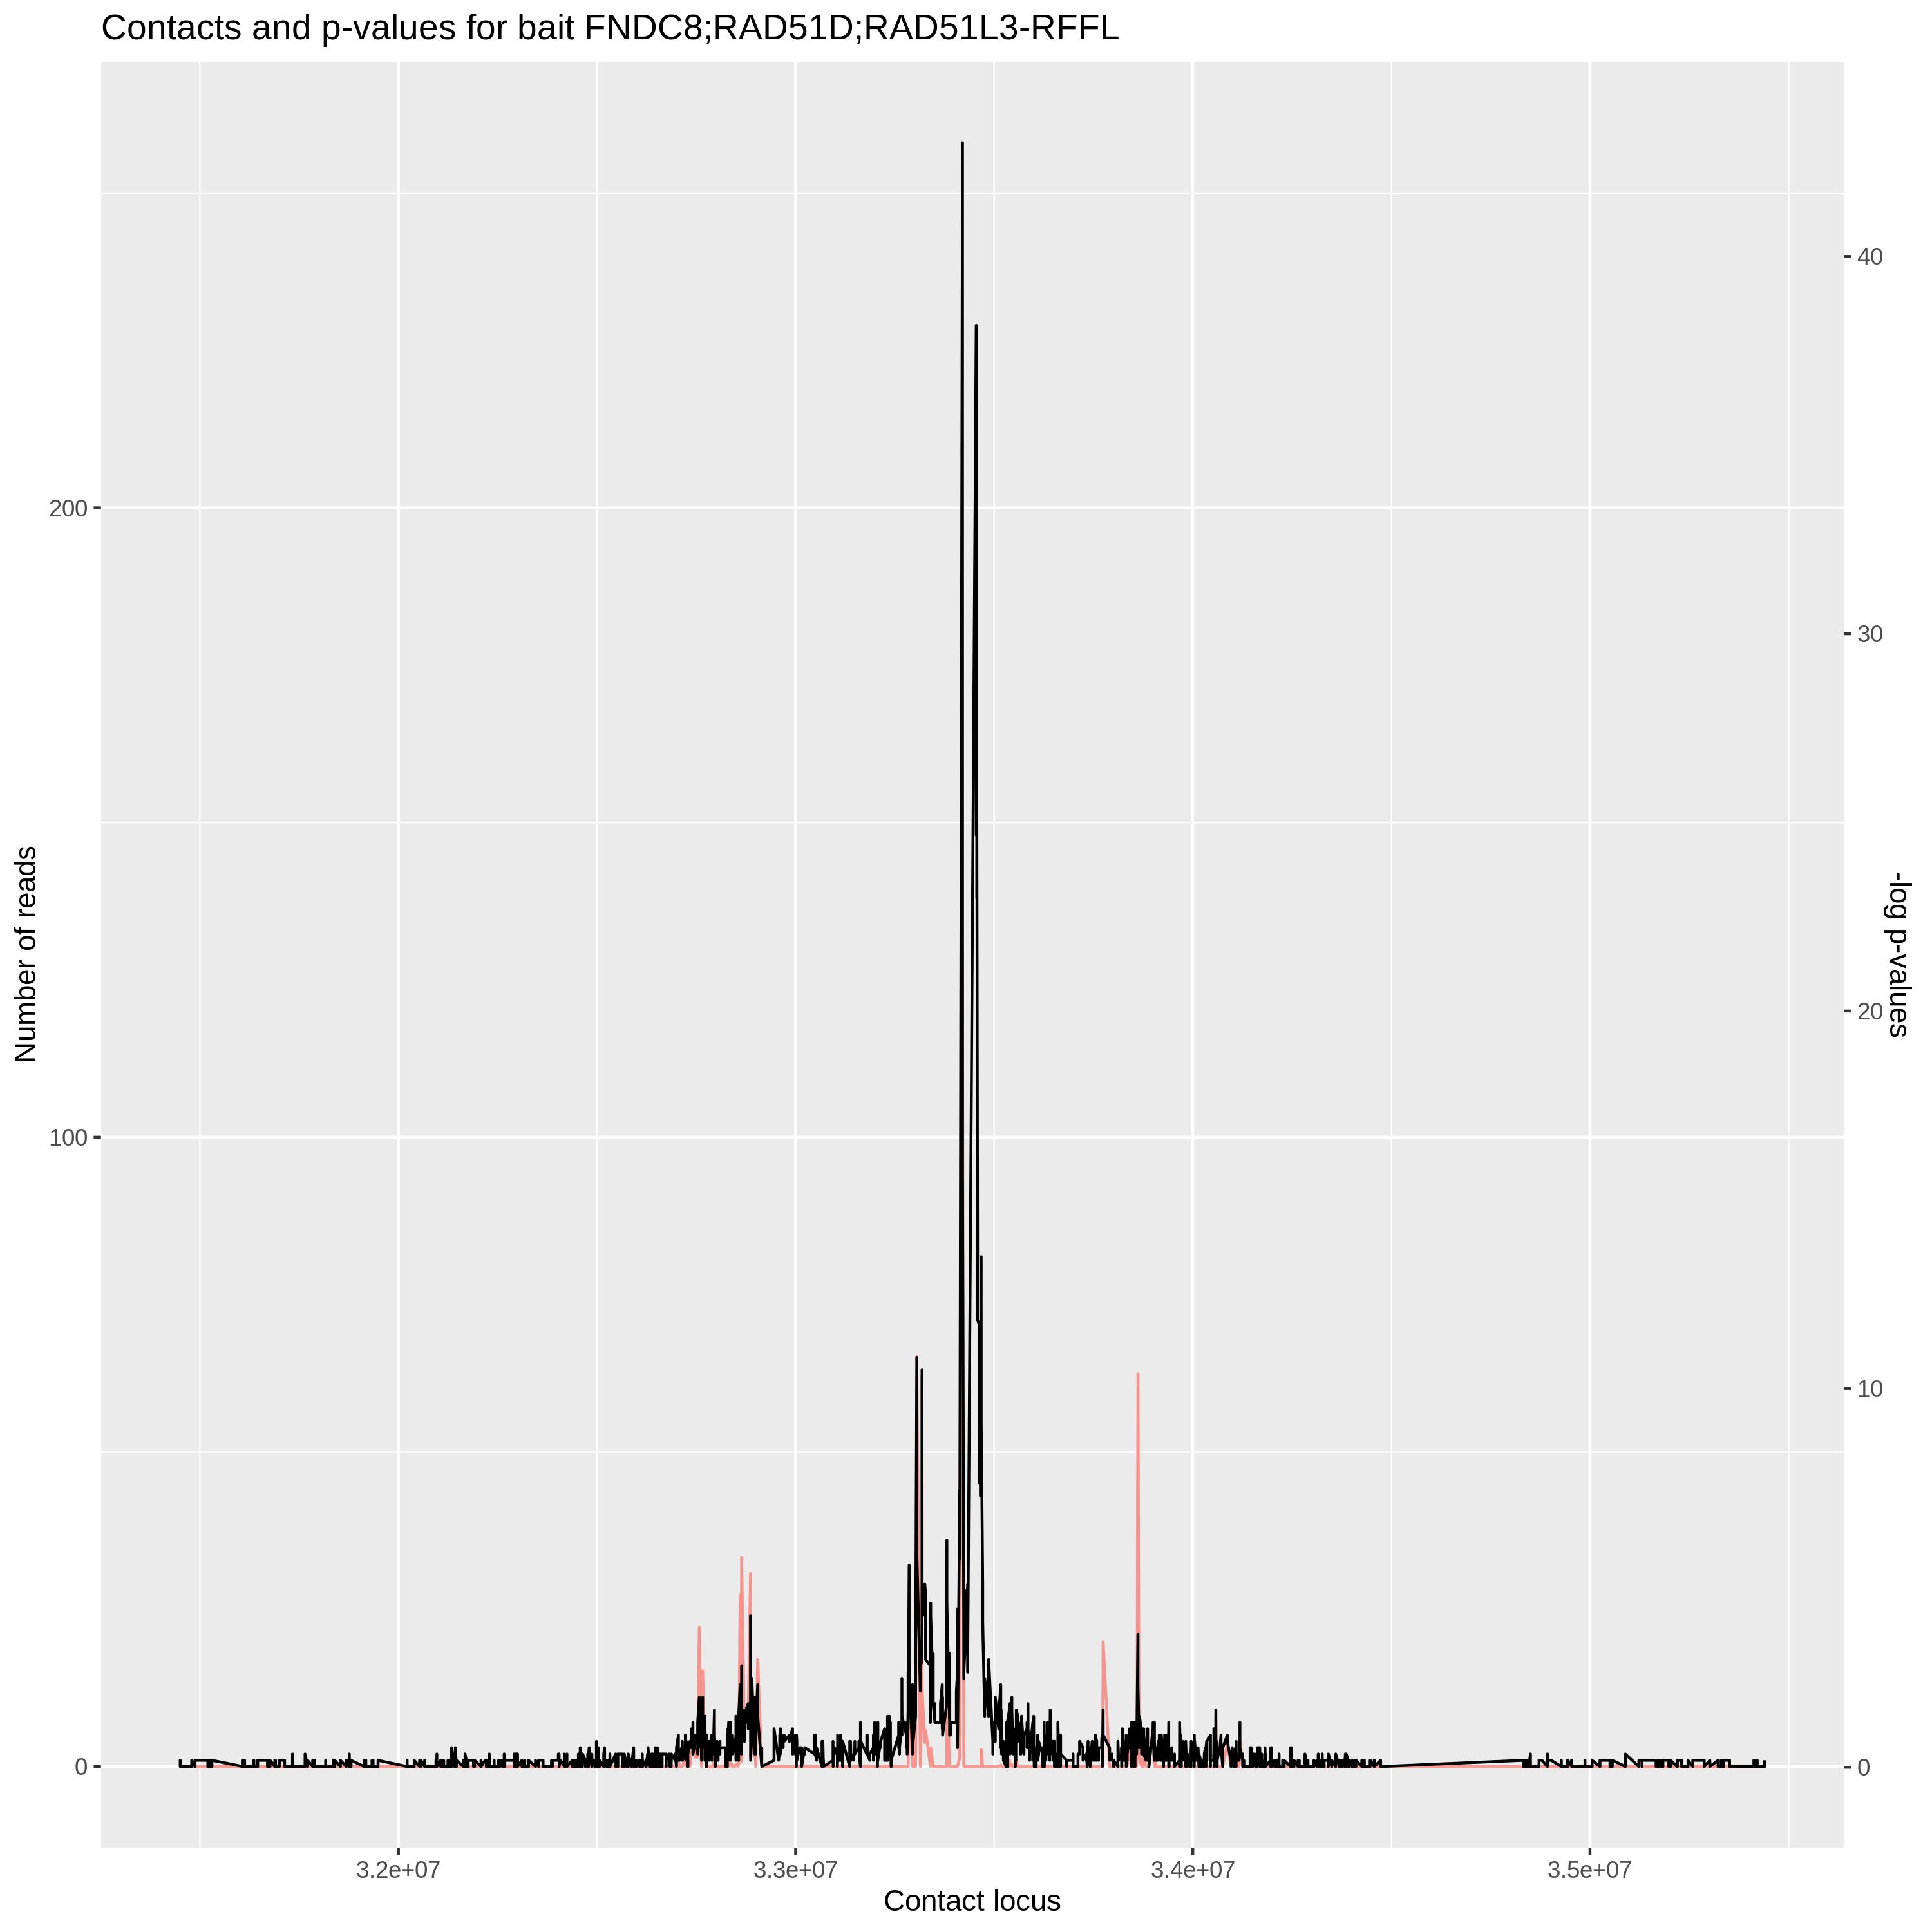 Contacts and p-values for bait FNDC8;RAD51D;RAD51L3-RFFL
Number of reads
200
100
0
40
30
20
10
0
-log p-values
3.2e+07
3.3e+07
3.4e+07
3.5e+07
Contact locus